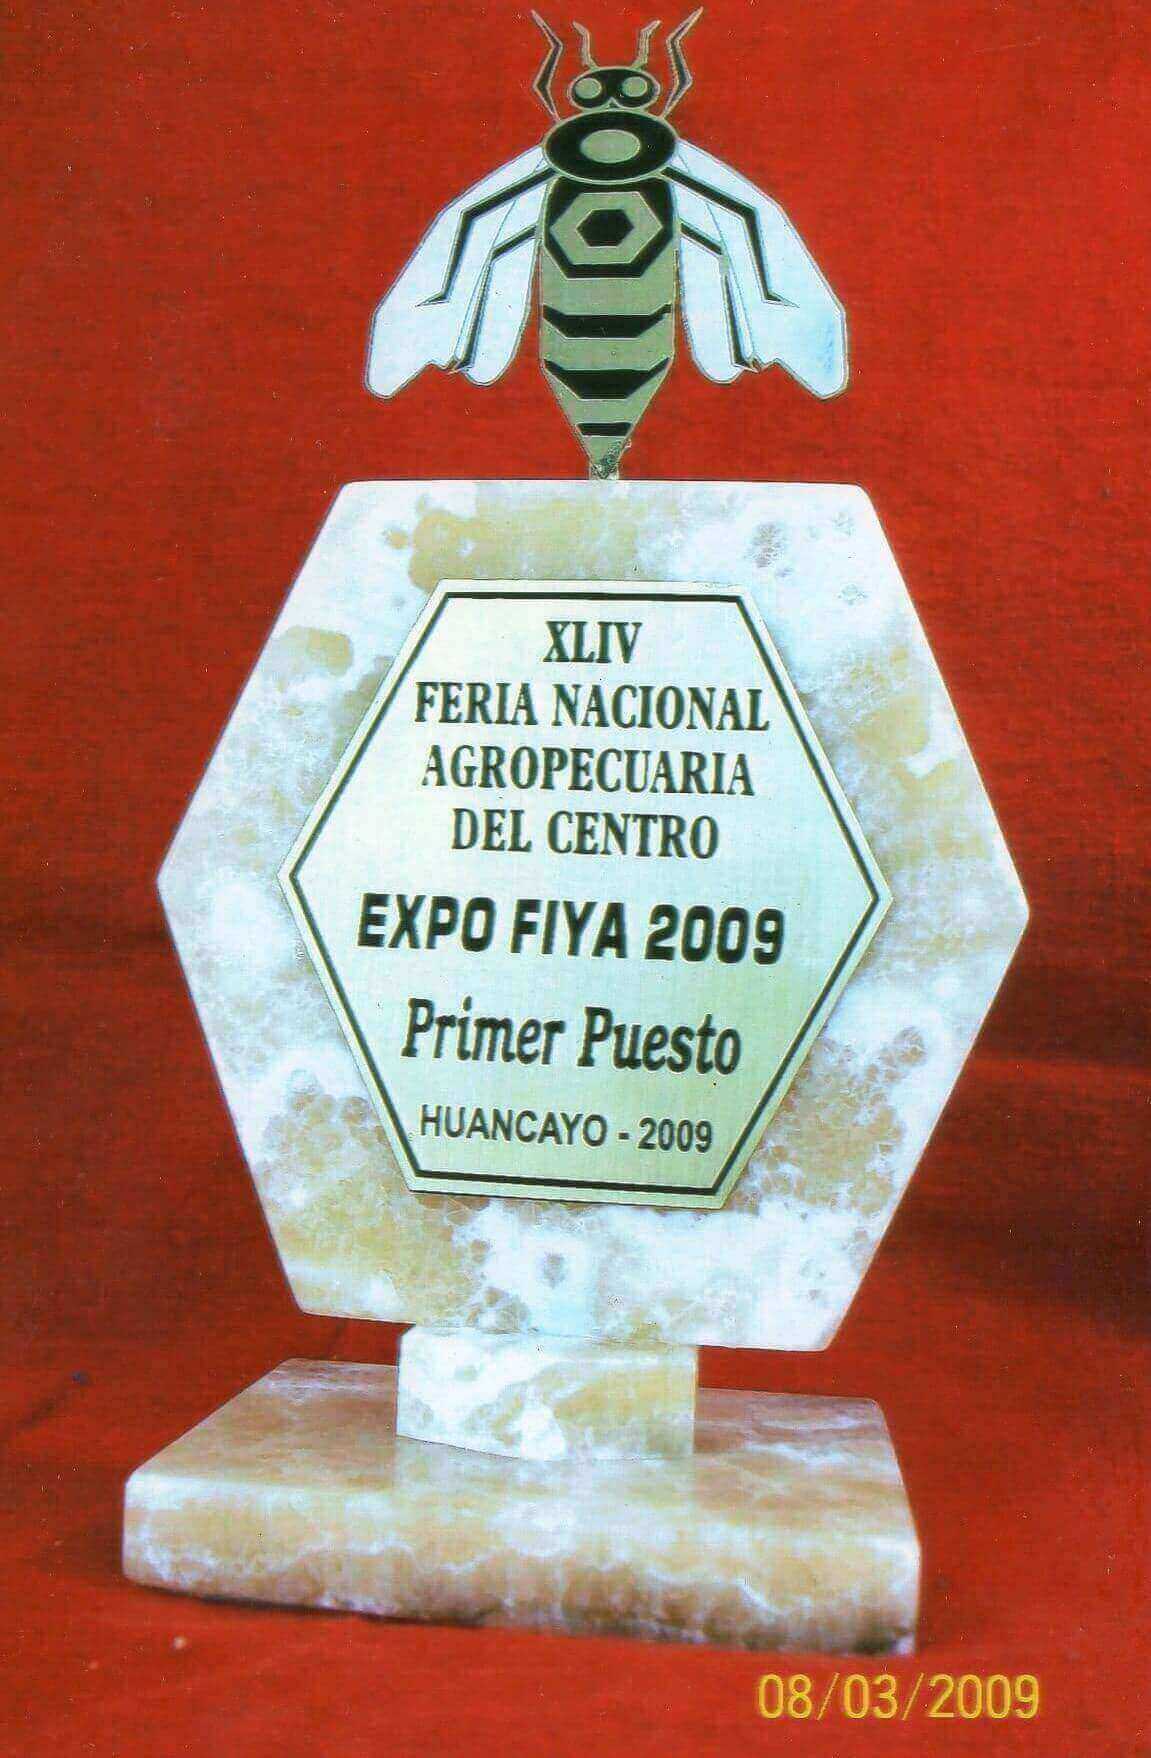 XLIV
FERIA NACIONAL
AGROPECUARIA
DEL CENTRO
EXPO FIYA 2009
Primer Puesto
HUANCAYO - 2009
08/03/2009